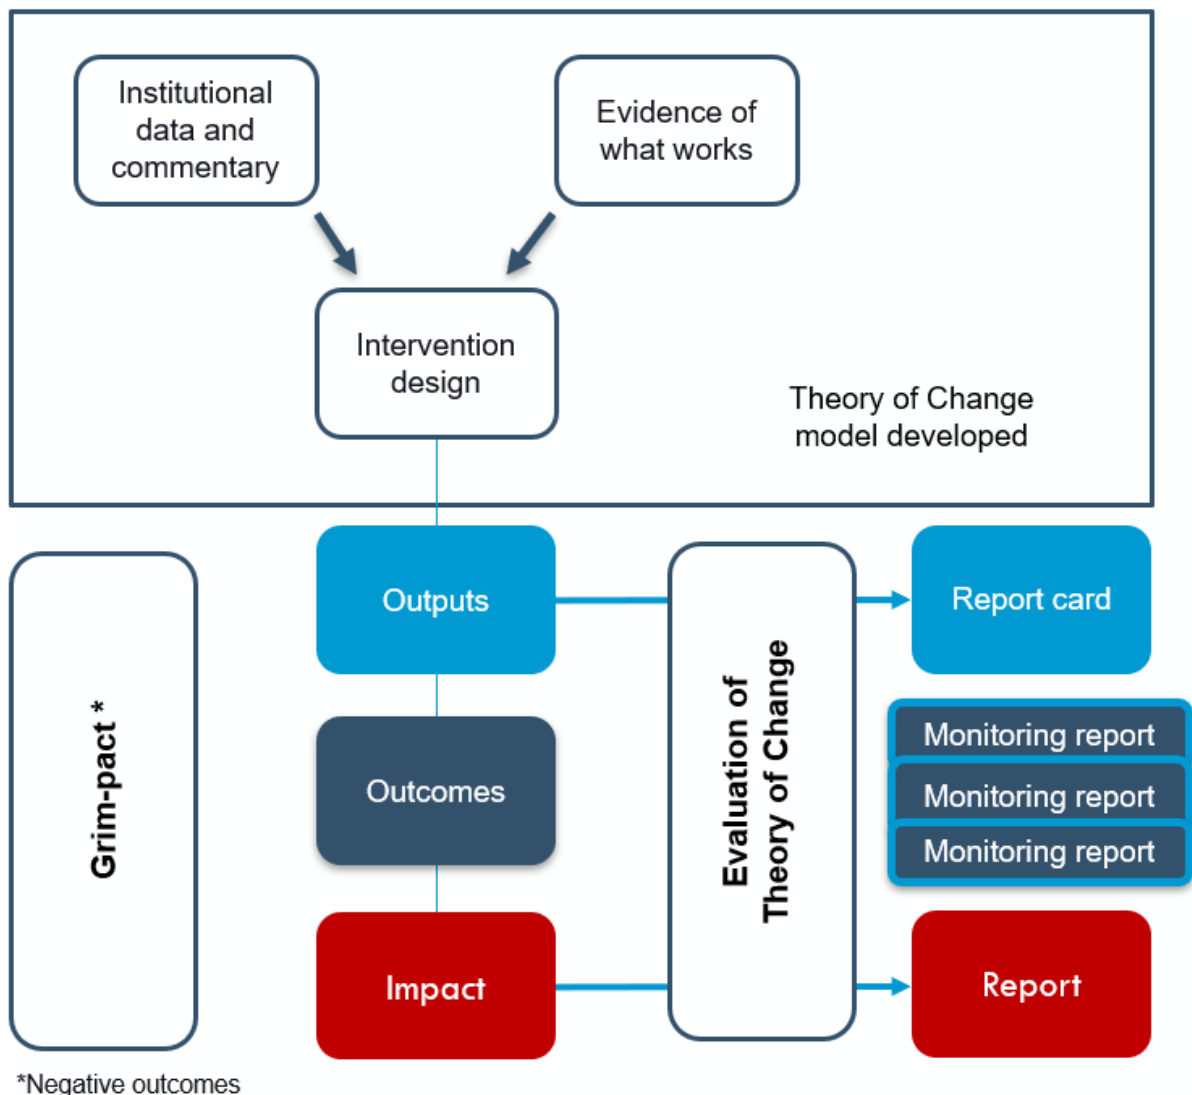 Institutional
data and
commentary
Evidence of
what works
Intervention
design
Theory of Change
model developed
Outputs
Report card
Grim-pact *
Evaluation of
Theory of Change
Monitoring report
Outcomes
Monitoring report
Monitoring report
Impact
Report
*Negative outcomes